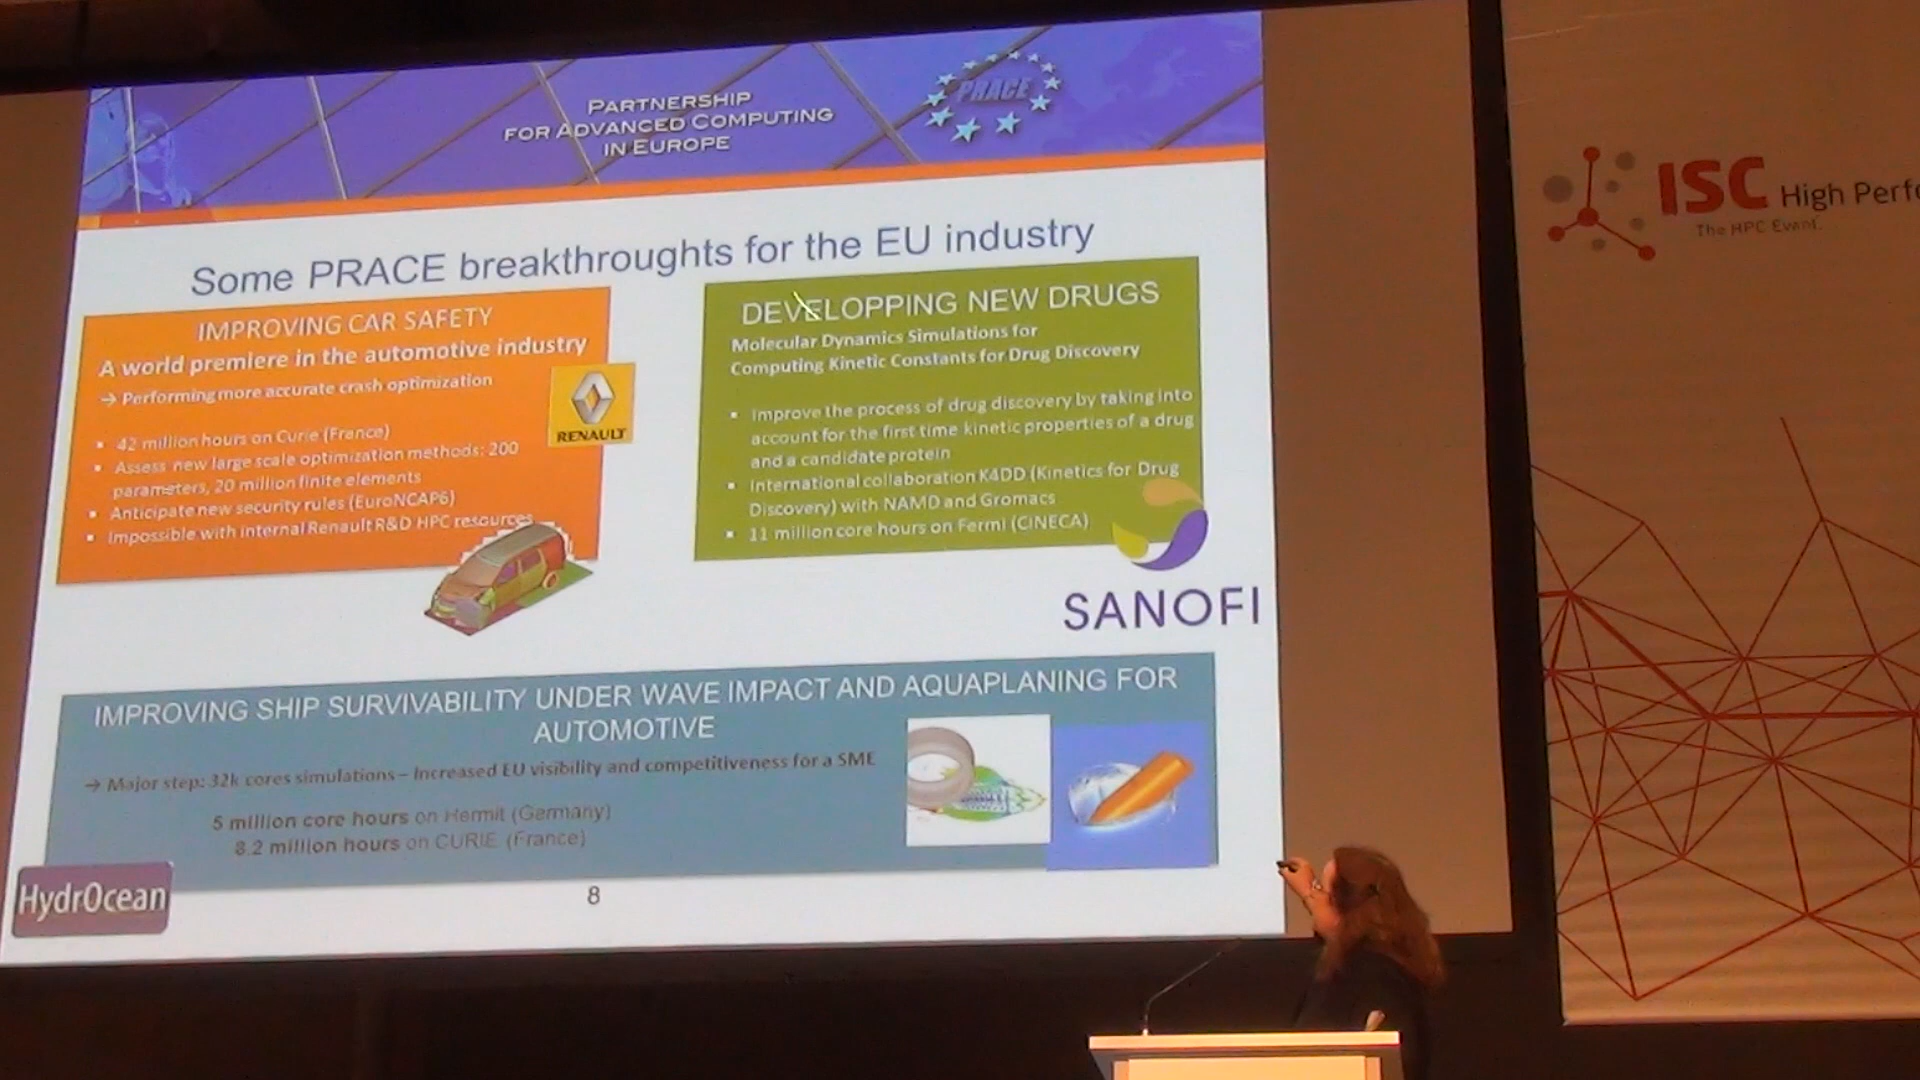 PARTNERSHIP
FOR ADVANCED COMPUTING
IN EUROPE
PRACE
Some PRACE breakthroughts for the EU industry
IMPROVING CAR SAFETY
A world premiere in the automotive industry
→ Performing more accurate crash optimization
RENAULT
▪ 42 million hours on Curie (France)
▪ Assess new large scale optimization methods: 200
parameters, 20 million finite elements
▪ Anticipate new security rules (EuroNCAP6)
▪ Impossible with internal Renault R&D HPC resources
DEVELOPPING NEW DRUGS
Molecular Dynamics Simulations for
Computing Kinetic Constants for Drug Discovery
▪ Improve the process of drug discovery by taking into
account for the first time kinetic properties of a drug
and a candidate protein
▪ International collaboration K4DD (Kinetics for Drug
Discovery) with NAMD and Gromacs
▪ 11 million core hours on Fermi (CINECA)
SANOFI
IMPROVING SHIP SURVIVABILITY UNDER WAVE IMPACT AND AQUAPLANING FOR
AUTOMOTIVE
→ Major step: 32k cores simulations – Increased EU visibility and competitiveness for a SME
5 million core hours on Hermit (Germany)
8.2 million hours on CURIE (France)
HydrOcean
8
ISC High Perfo
The HPC Event.